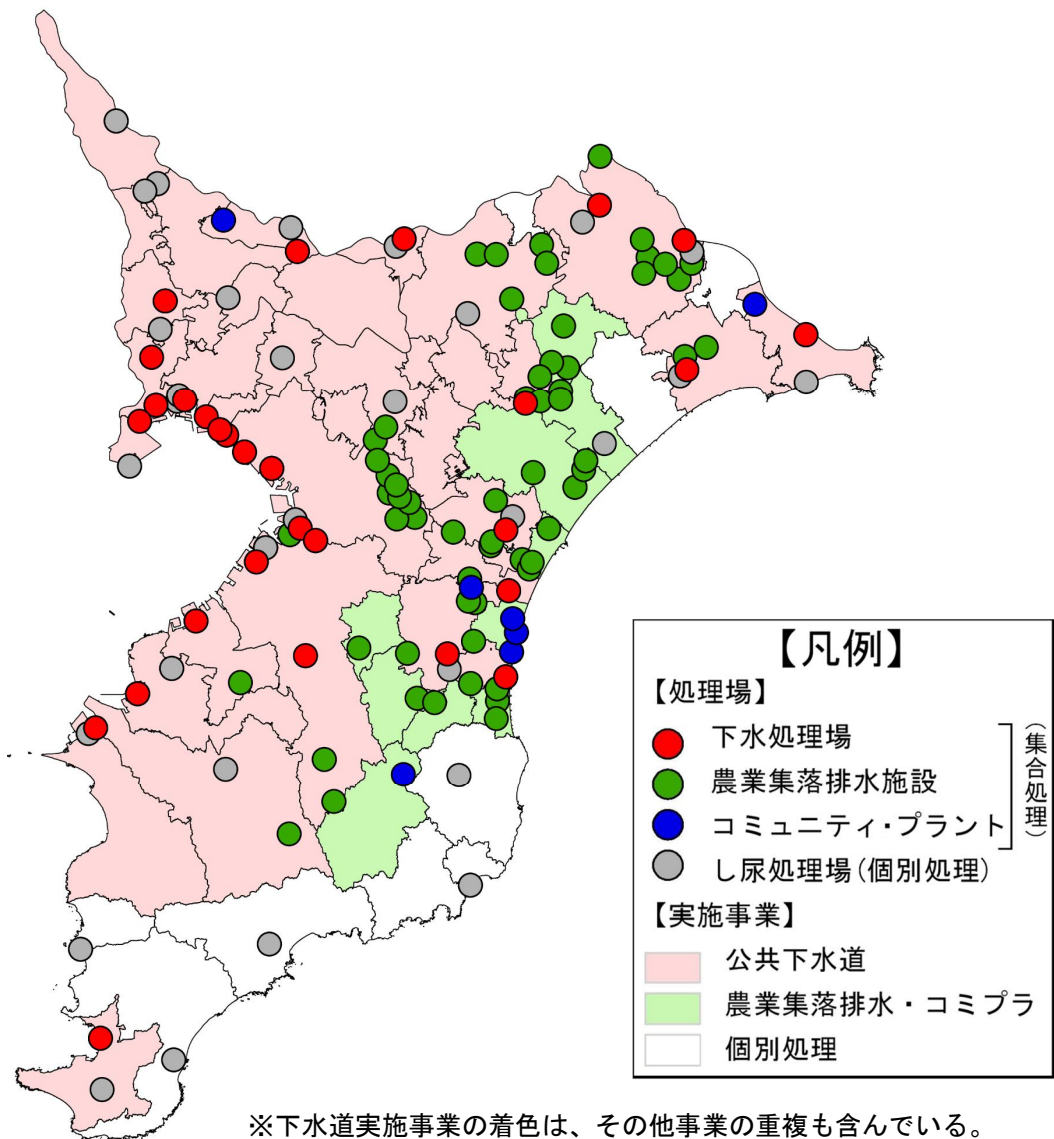 【凡例】
【処理場】
下水処理場
農業集落排水施設
コミュニティ・プラント
(集合処理)
し尿処理場(個別処理)
【実施事業】
公共下水道
農業集落排水・コミプラ
個別処理
※下水道実施事業の着色は、その他事業の重複も含んでいる。